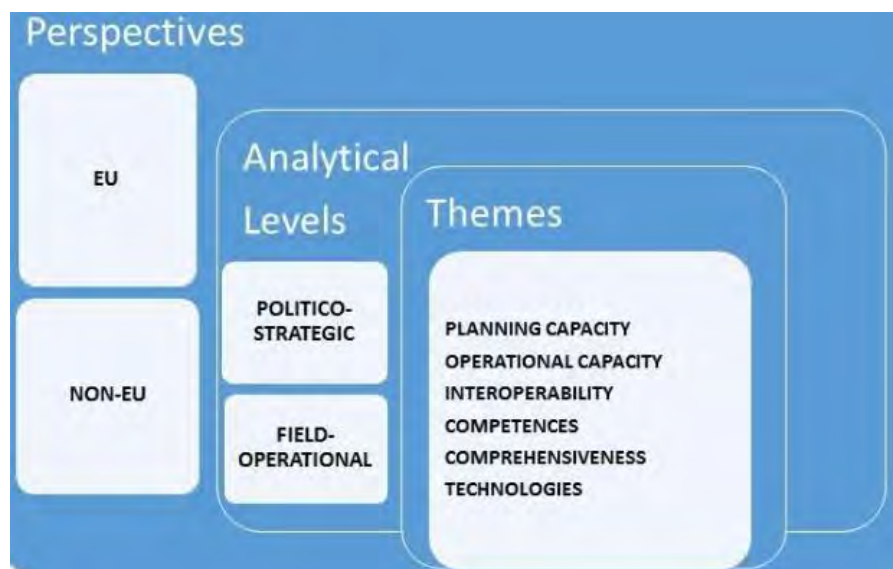 Perspectives
EU
NON-EU
Analytical
Levels
POLITICO-
STRATEGIC
FIELD-
OPERATIONAL
Themes
PLANNING CAPACITY
OPERATIONAL CAPACITY
INTEROPERABILITY
COMPETENCES
COMPREHENSIVENESS
TECHNOLOGIES